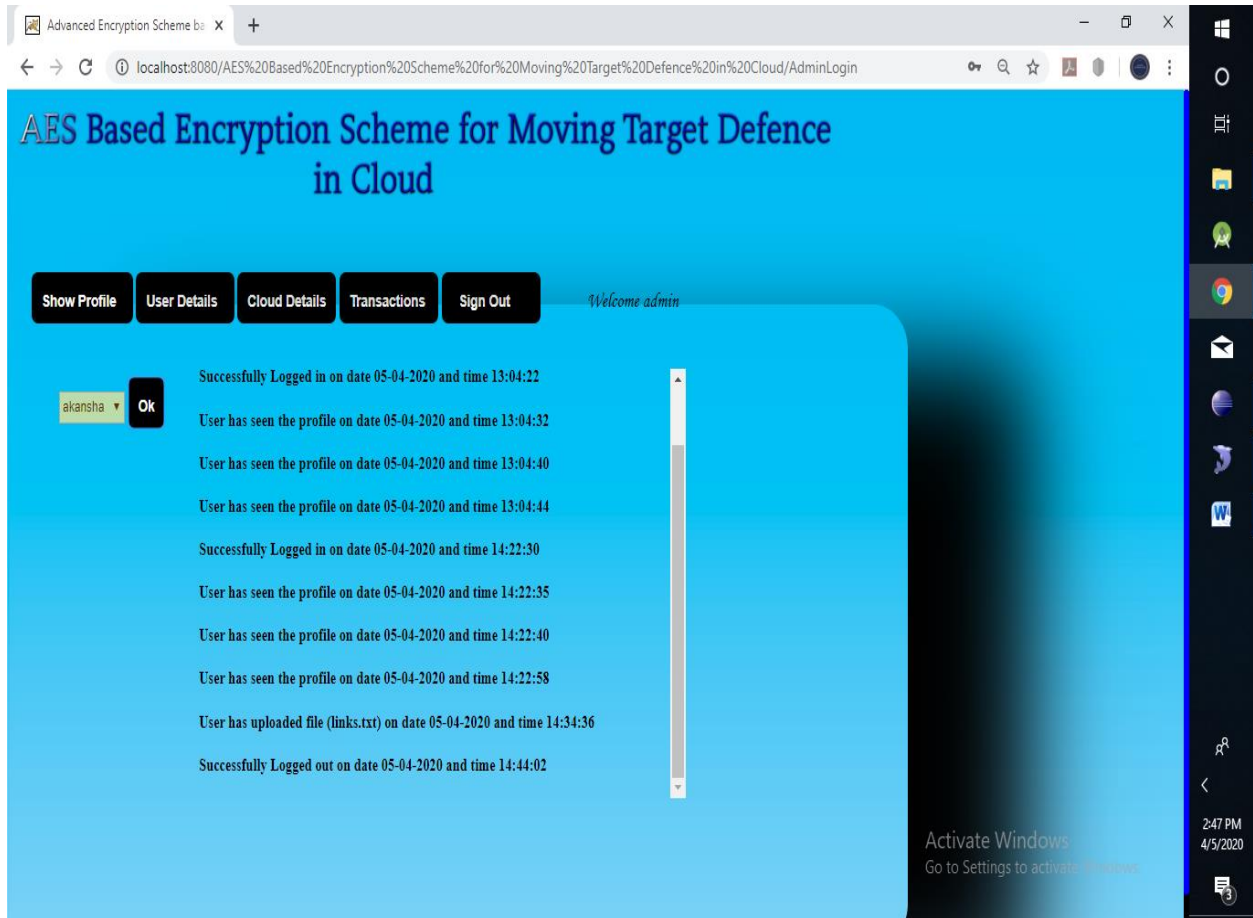 Advanced Encryption Scheme ba
localhost:8080/AES%20Based%20Encryption%20Scheme%20for%20Moving%20Target%20Defence%20in%20Cloud/AdminLogin
AES Based Encryption Scheme for Moving Target Defence
in Cloud
Show Profile User Details Cloud Details Transactions Sign Out Welcome admin
akansha Ok
Successfully Logged in on date 05-04-2020 and time 13:04:22
User has seen the profile on date 05-04-2020 and time 13:04:32
User has seen the profile on date 05-04-2020 and time 13:04:40
User has seen the profile on date 05-04-2020 and time 13:04:44
Successfully Logged in on date 05-04-2020 and time 14:22:30
User has seen the profile on date 05-04-2020 and time 14:22:35
User has seen the profile on date 05-04-2020 and time 14:22:40
User has seen the profile on date 05-04-2020 and time 14:22:58
User has uploaded file (links.txt) on date 05-04-2020 and time 14:34:36
Successfully Logged out on date 05-04-2020 and time 14:44:02
Activate Windows
Go to Settings to activate Windows.
2:47 PM
4/5/2020
3